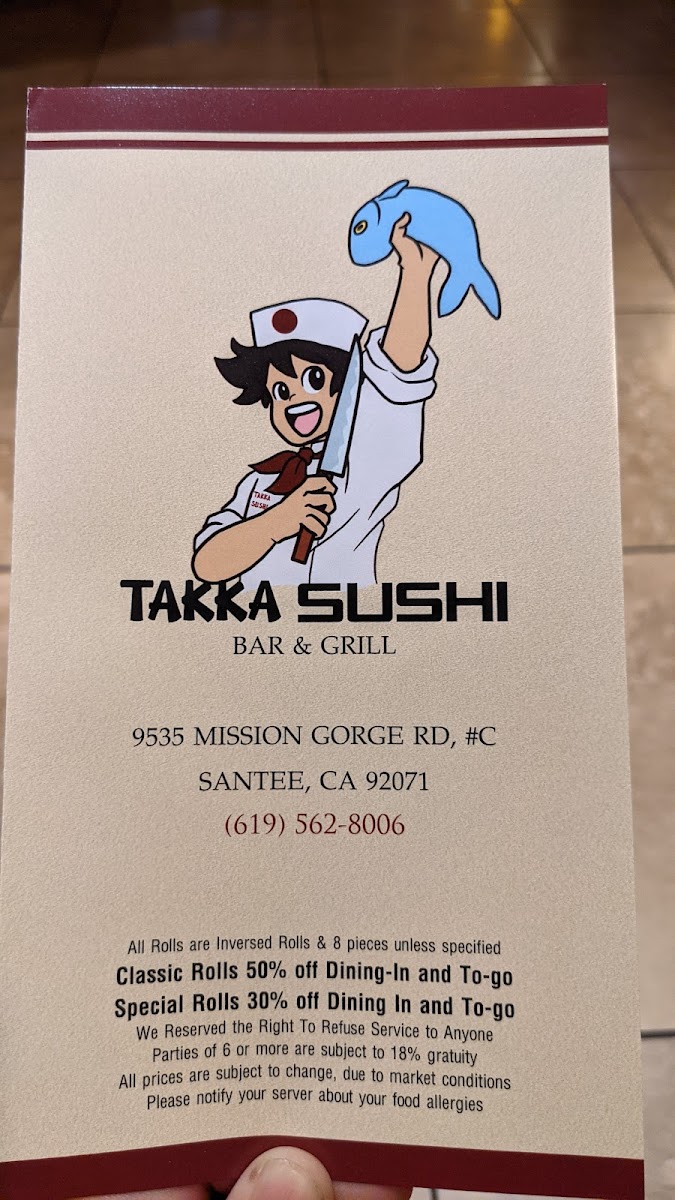 TAKKA
SUSHI
TAKKA SUSHI
BAR & GRILL
9535 MISSION GORGE RD, #C
SANTEE, CA 92071
(619) 562-8006
All Rolls are Inversed Rolls & 8 pieces unless specified
Classic Rolls 50% off Dining-In and To-go
Special Rolls 30% off Dining In and To-go
We Reserved the Right To Refuse Service to Anyone
Parties of 6 or more are subject to 18% gratuity
All prices are subject to change, due to market conditions
Please notify your server about your food allergies